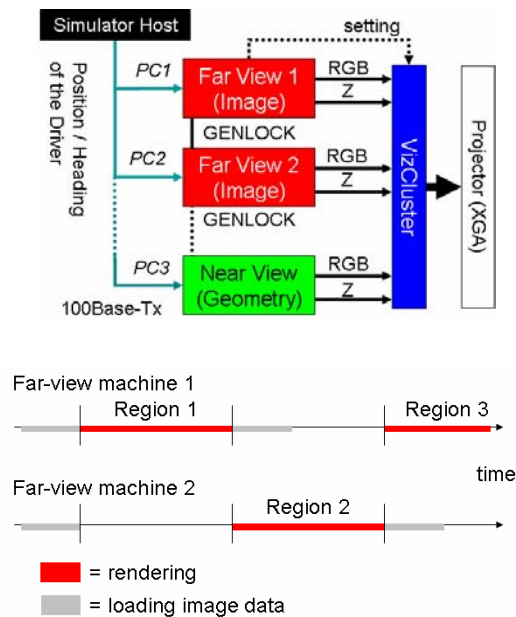 Simulator Host
setting
Position / Heading
of the Driver
PC1
Far View 1
(Image)
RGB
Z
GENLOCK
PC2
Far View 2
(Image)
RGB
Z
GENLOCK
PC3
Near View
(Geometry)
RGB
Z
100Base-Tx
VizCluster
Projector (XGA)
Far-view machine 1
Region 1
Region 3
time
Far-view machine 2
Region 2
= rendering
= loading image data